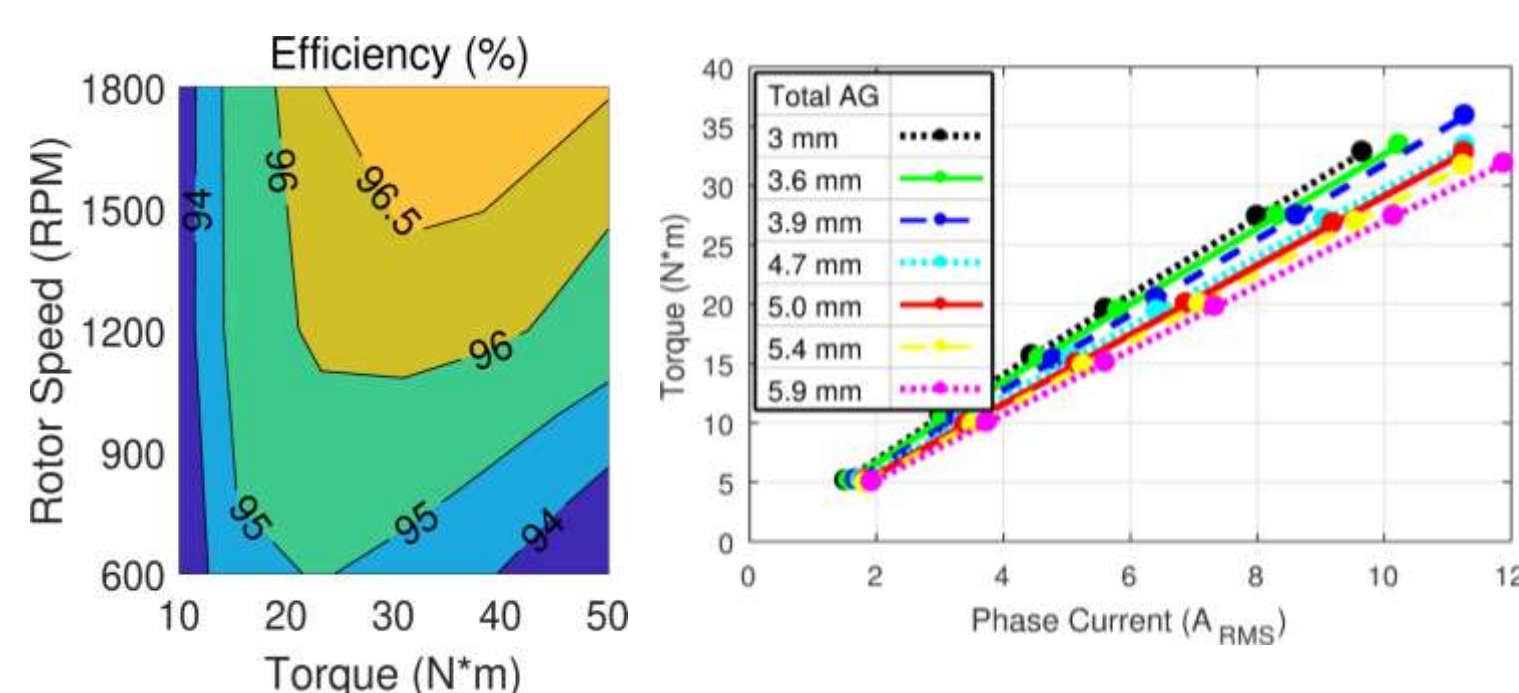 Efficiency (%)
1800
1500
1200
900
600
Rotor Speed (RPM)
94
96
96.5
96
95
95
94
10 20 30 40 50
Torque (N*m)
40
35
30
25
20
15
10
5
0
Torque (N*m)
Total AG
3 mm
3.6 mm
3.9 mm
4.7 mm
5.0 mm
5.4 mm
5.9 mm
0 2 4 6 8 10 12
Phase Current (A RMS)